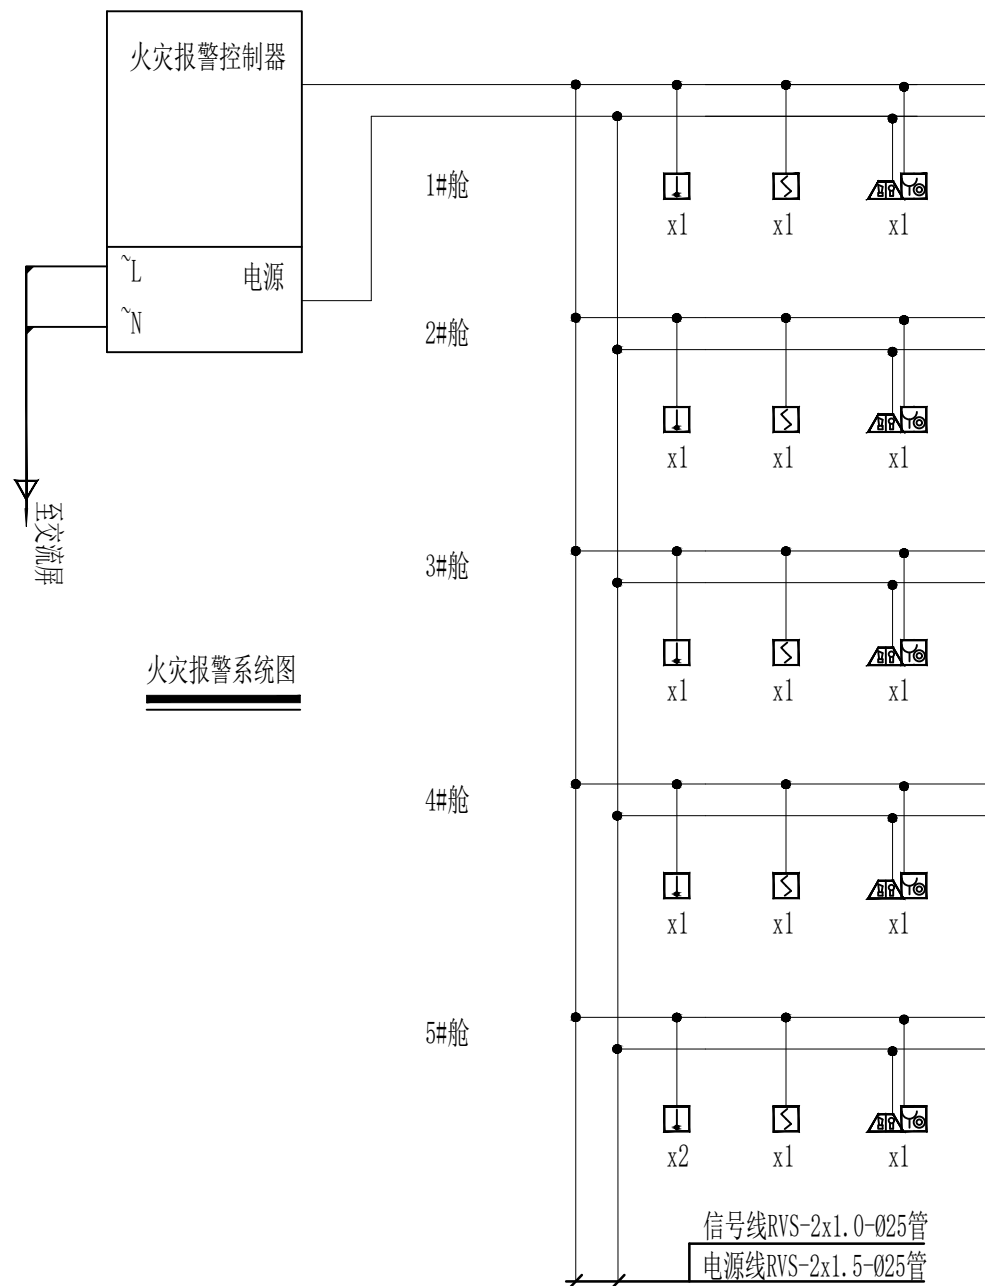 火灾报警控制器
~L
电源
~N
至交流屏
火灾报警系统图
1#舱
x1
x1
x1
2#舱
x1
x1
x1
3#舱
x1
x1
x1
4#舱
x1
x1
x1
5#舱
x2
x1
x1
信号线RVS-2x1.0-Ø25管
电源线RVS-2x1.5-Ø25管